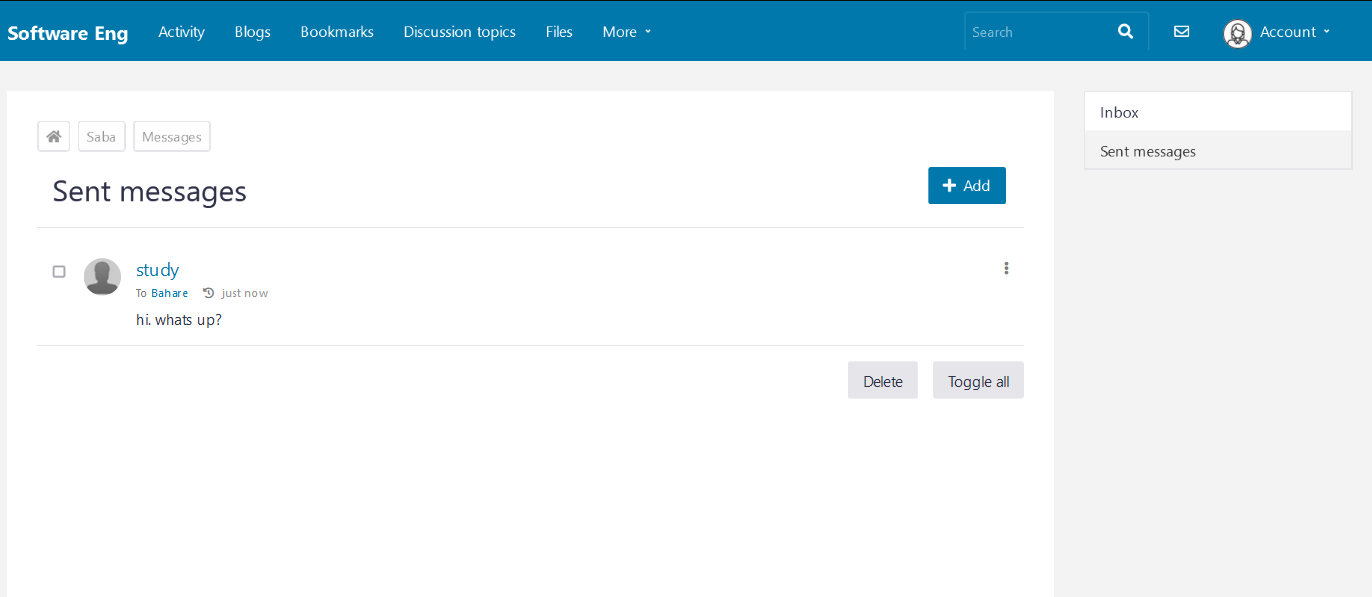 Software Eng Activity Blogs Bookmarks Discussion topics Files More Search Account
Saba Messages
Sent messages
Add
study
To Bahare just now
hi. whats up?
Delete Toggle all
Inbox
Sent messages